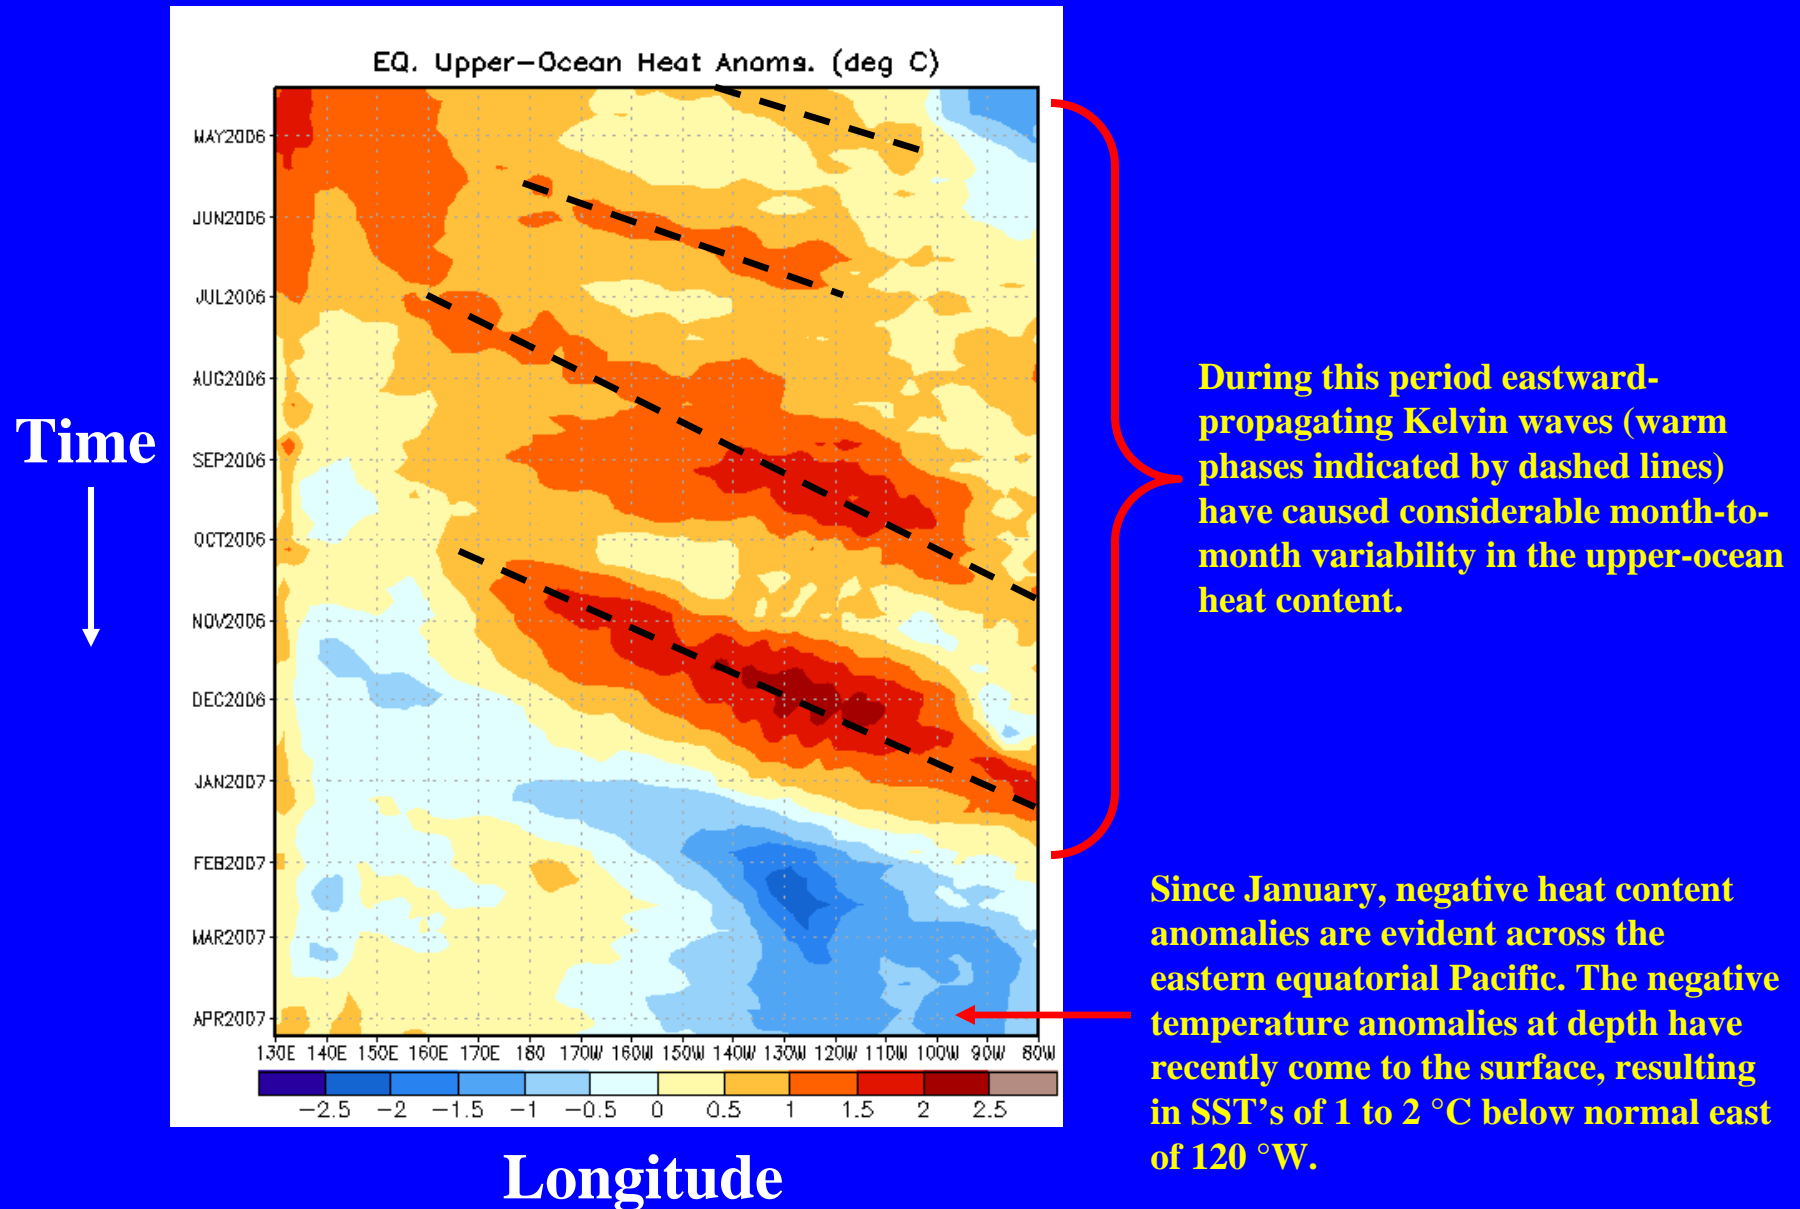 EQ. Upper-Ocean Heat Anoms. (deg C)
MAY2006
JUN2006
JUL2006
AUG2006
SEP2006
OCT2006
NOV2006
DEC2006
JAN2007
FEB2007
MAR2007
APR2007
130E 140E 150E 160E 170E 180 170W 160W 150W 140W 130W 120W 110W 100W 90W 80W
-2.5 -2 -1.5 -1 -0.5 0 0.5 1 1.5 2 2.5
Time
Longitude
During this period eastward-
propagating Kelvin waves (warm
phases indicated by dashed lines)
have caused considerable month-to-
month variability in the upper-ocean
heat content.
Since January, negative heat content
anomalies are evident across the
eastern equatorial Pacific. The negative
temperature anomalies at depth have
recently come to the surface, resulting
in SST’s of 1 to 2 °C below normal east
of 120 °W.